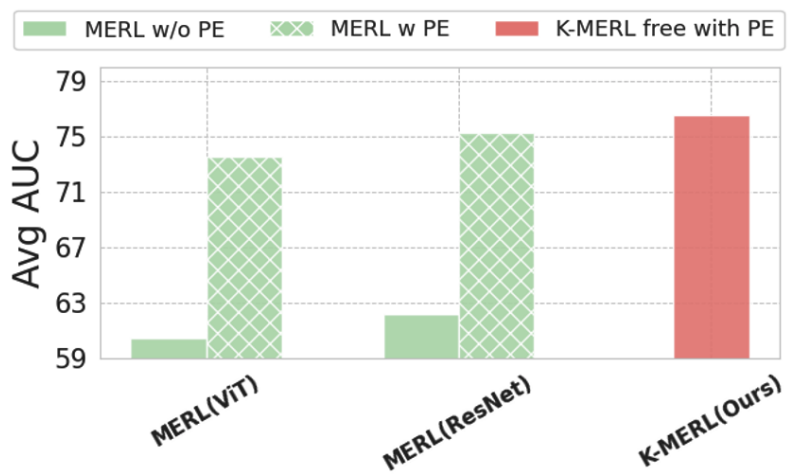 MERL w/o PE MERL w PE K-MERL free with PE
Avg AUC
79
75
71
67
63
59
MERL(ViT) MERL(ResNet) K-MERL(Ours)